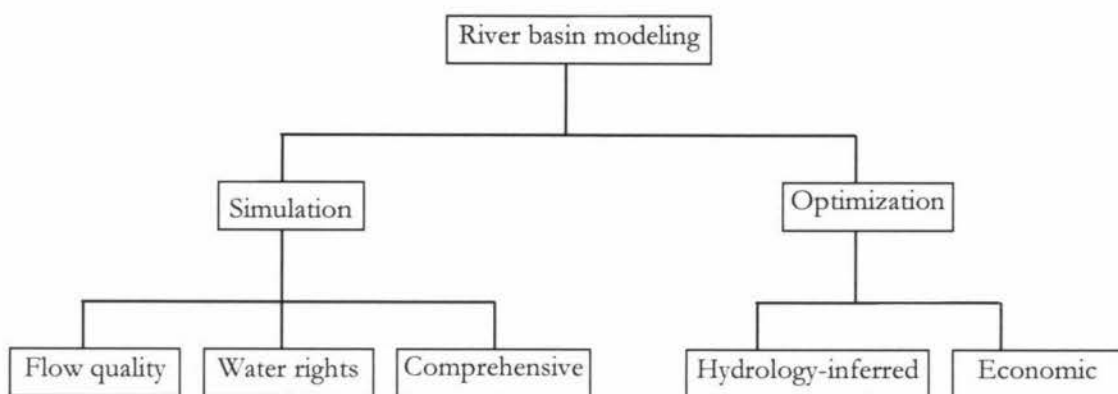 River basin modeling
Simulation
Optimization
Flow quality
Water rights
Comprehensive
Hydrology-inferred
Economic